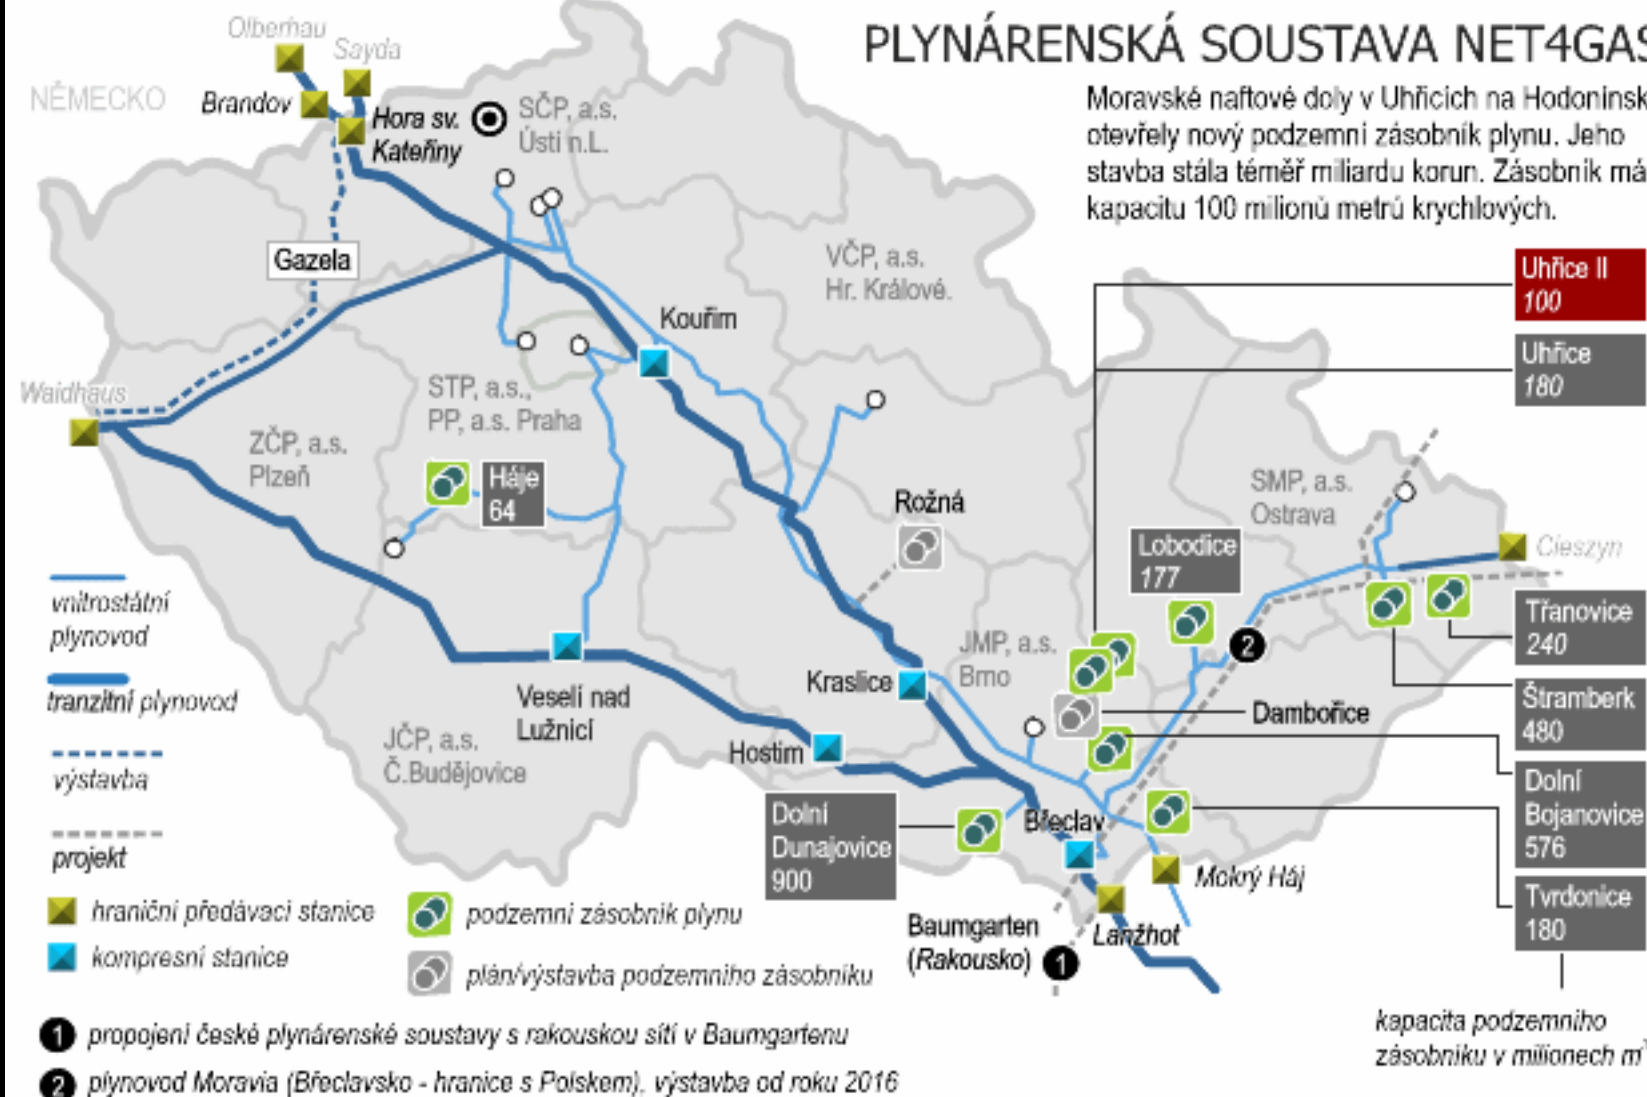 PLYNÁRENSKÁ SOUSTAVA NET4GAS
Moravské naftové doly v Uhřicích na Hodonínsk
otevřely nový podzemní zásobník plynu. Jeho
stavba stála téměř miliardu korun. Zásobník má
kapacitu 100 milionů metrů krychlových.
Olbernhau
Sayda
NĚMECKO
Brandov
Hora sv.
Kateřiny
SČP, a.s.
Ústí n.L.
Gazela
VČP, a.s.
Hr. Králové.
Uhřice II
100
Kouřim
Uhřice
180
Waidhaus
STP, a.s.,
PP, a.s. Praha
ZČP, a.s.
Plzeň
Háje
64
Rožná
SMP, a.s.
Ostrava
Lobodice
177
Cieszyn
vnitrostátní
plynovod
Třanovice
240
2
JMP, a.s.
Brno
Kraslice
tranzitní plynovod
Veselí nad
Lužnicí
Dambořice
Štramberk
480
JČP, a.s.
Č.Budějovice
Hostim
výstavba
Dolní
Bojanovice
576
Dolní
Dunajovice
900
Břeclav
projekt
Mokrý Háj
Tvrdonice
180
hraniční předávací stanice
podzemní zásobník plynu
Baumgarten
(Rakousko)
1
Lanžhot
kompresní stanice
plán/výstavba podzemního zásobníku
kapacita podzemního
zásobníku v milionech m
1 propojení české plynárenské soustavy s rakouskou sítí v Baumgartenu
2 plynovod Moravia (Břeclavsko - hranice s Polskem), výstavba od roku 2016